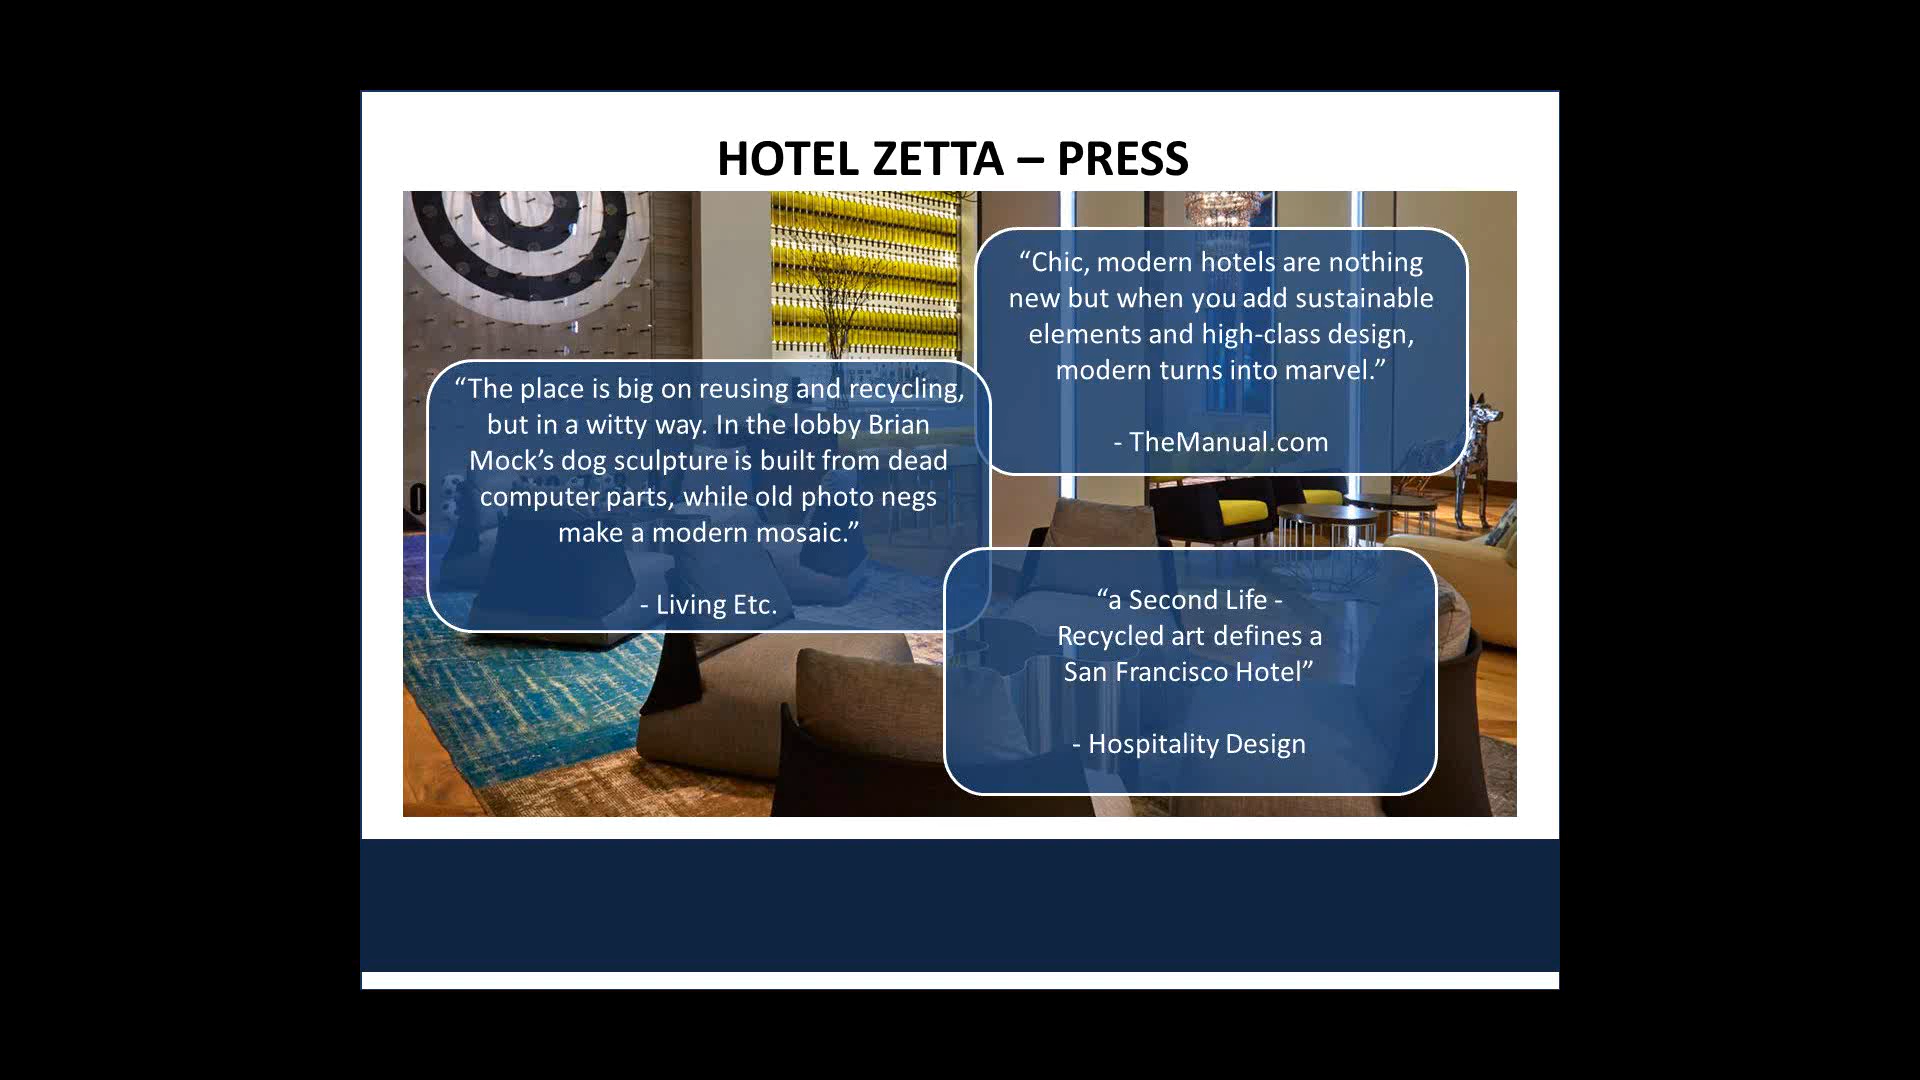 HOTEL ZETTA – PRESS
“Chic, modern hotels are nothing
new but when you add sustainable
elements and high-class design,
modern turns into marvel.”
- TheManual.com
“The place is big on reusing and recycling,
but in a witty way. In the lobby Brian
Mock’s dog sculpture is built from dead
computer parts, while old photo negs
make a modern mosaic.”
- Living Etc.
“a Second Life -
Recycled art defines a
San Francisco Hotel”
- Hospitality Design